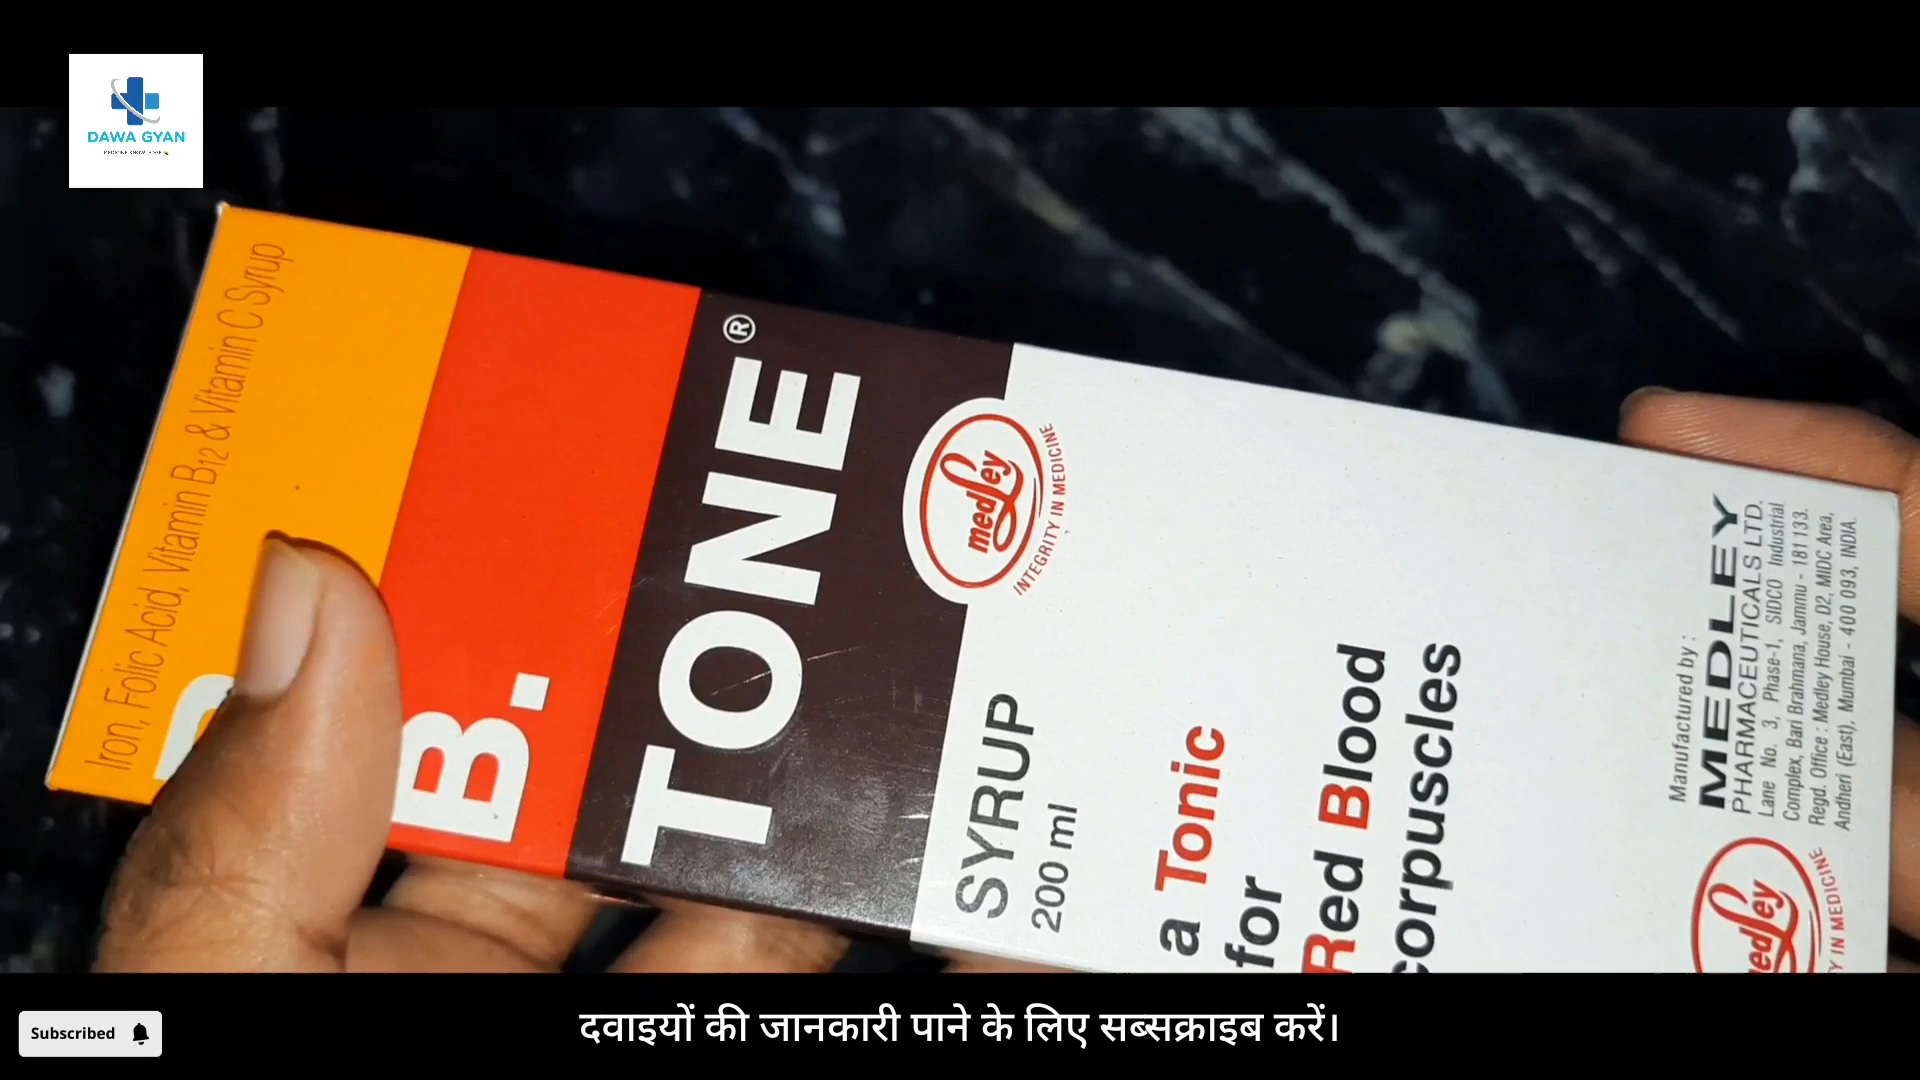 DAWA GYAN
Iron, Folic Acid, Vitamin B12 & Vitamin C Syrup
B.
TONE®
medley
INTEGRITY IN MEDICINE
SYRUP
200 ml
a Tonic
for
Red Blood
corpuscles
Manufactured by :
MEDLEY
PHARMACEUTICALS LTD.
Lane No. 3, Phase-1, SIDCO Industrial
Complex, Bari Brahmana, Jammu - 181 133.
Regd. Office : Medley House, D2, MIDC Area,
Andheri (East), Mumbai - 400 093, INDIA.
medley
IN MEDICINE
Subscribed
दवाइयों की जानकारी पाने के लिए सब्सक्राइब करें।